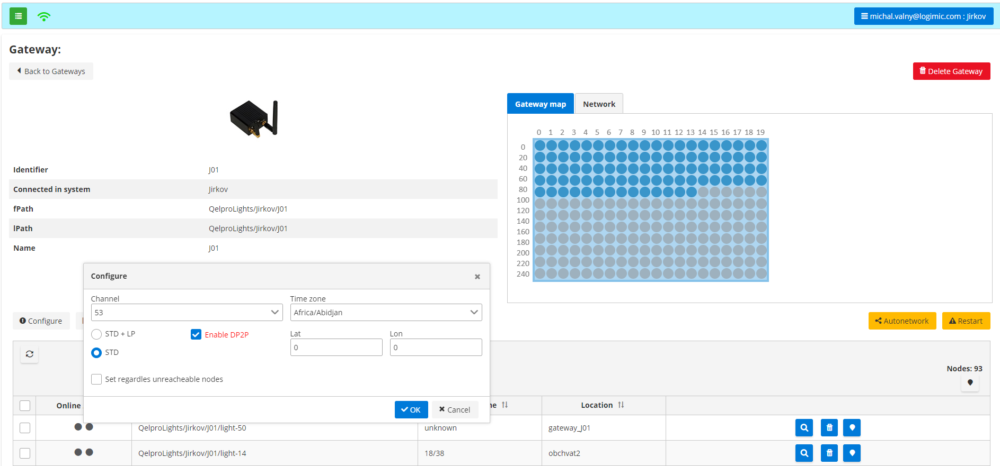 michal.valny@logimic.com : Jirkov
Gateway:
Back to Gateways
Delete Gateway
Gateway map
Network
0 1 2 3 4 5 6 7 8 9 10 11 12 13 14 15 16 17 18 19
0
20
40
60
80
100
120
140
160
180
200
220
240
Identifier J01
Connected in system Jirkov
fPath QelproLights/Jirkov/J01
lPath QelproLights/Jirkov/J01
Name J01
Configure
Channel Time zone
53 Africa/Abidjan
Configure
Autonetwork
Restart
STD + LP Enable DP2P Lat Lon
0 0
STD
Set regardles unreacheable nodes
Nodes: 93
OK Cancel
Online Location
QelproLights/Jirkov/J01/light-50 unknown gateway_J01
QelproLights/Jirkov/J01/light-14 18/38 obchvat2